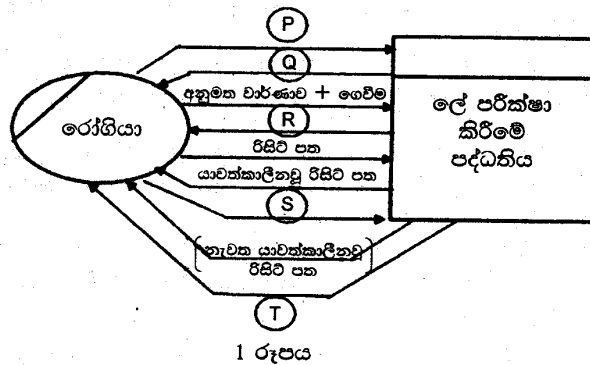 P
Q
අනුමත වාර්ණාව + ගෙවීම
R
රිසිට් පත
යාවත්කාලීනවූ රිසිට් පත
S
(නැවත යාවත්කාලීනවූ
රිසිට් පත)
T
රෝගියා
ලේ පරීක්ෂා
කිරීමේ
පද්ධතිය
1 රූපය